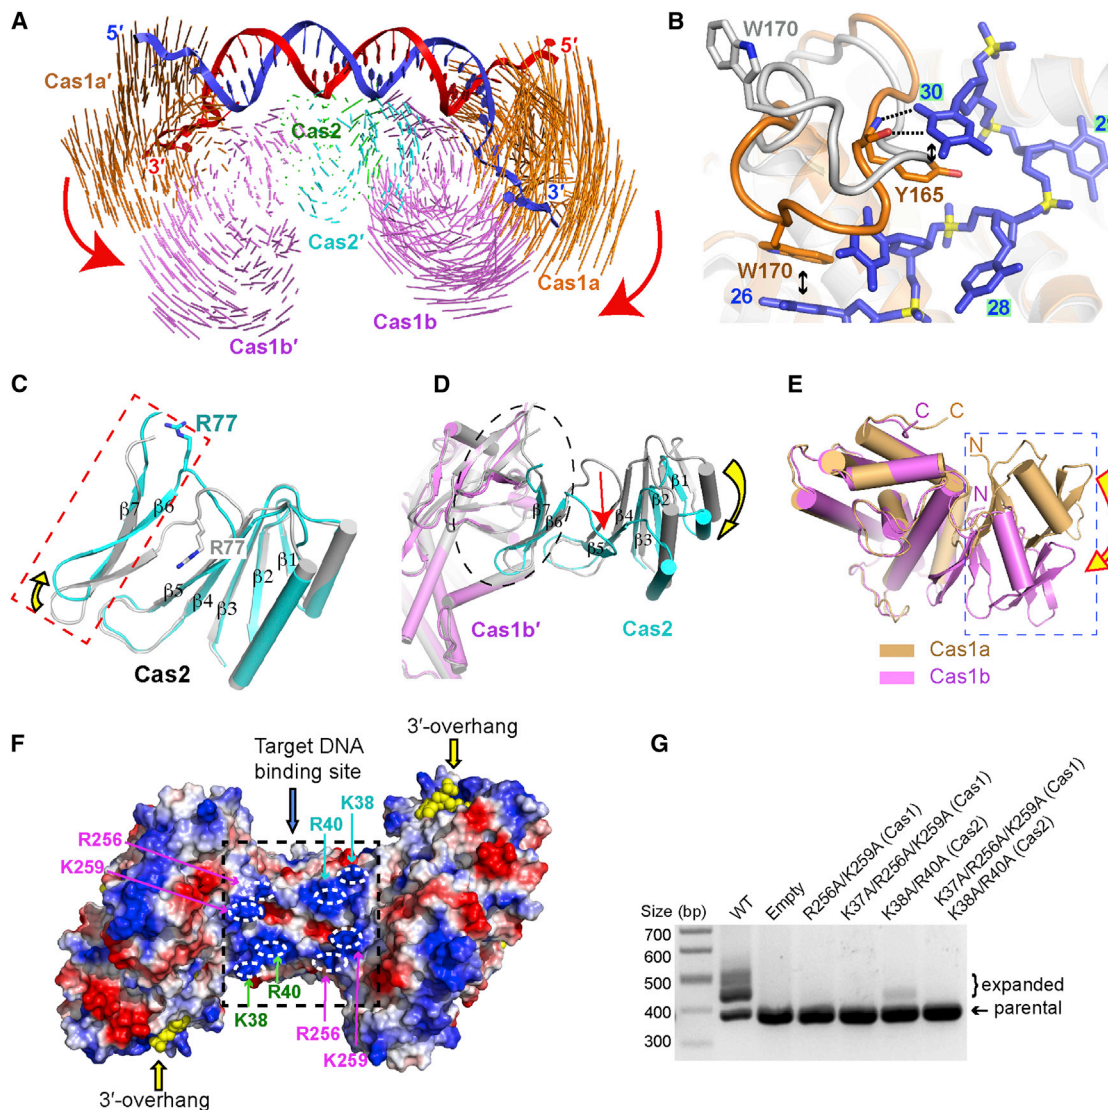 A
5′
5′
Cas1a′
Cas2
3′
3′
Cas2′
Cas1a
Cas1b
Cas1b′
B
W170
30
Y165
W170
26
28
C
R77
β7
β6
R77
β5
β4
β3
β2
β1
Cas2
D
β7
β6
β5
β4
β3
β2
β1
Cas1b′
Cas2
E
C
C
N
N
Cas1a
Cas1b
F
3′-overhang
Target DNA
binding site
K38
R40
R256
K259
R40
K38
R256
K259
3′-overhang
G
Size (bp)
WT
Empty
R256A/K259A (Cas1)
K37A/R256A/K259A (Cas1)
K38A/R40A (Cas2)
K37A/R256A/K259A (Cas1)
K38A/R40A (Cas2)
700
600
500
400
300
expanded
parental